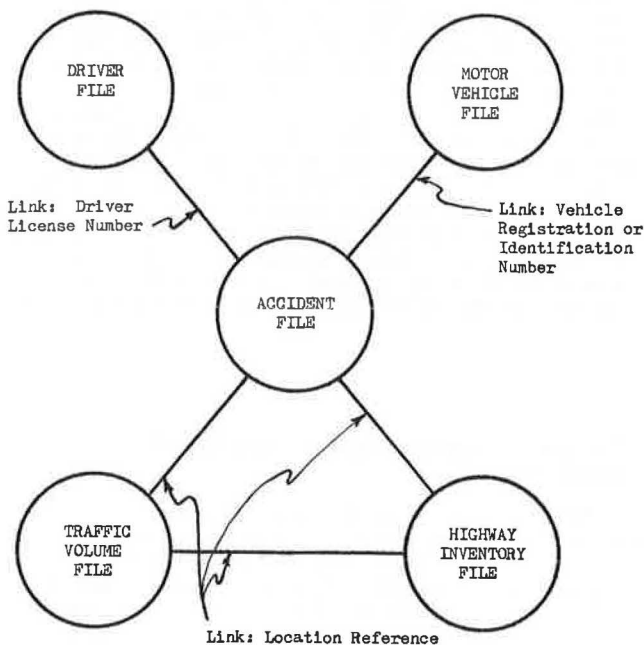 DRIVER
FILE
MOTOR
VEHICLE
FILE
Link: Driver
License Number
Link: Vehicle
Registration or
Identification
Number
ACCIDENT
FILE
TRAFFIC
VOLUME
FILE
HIGHWAY
INVENTORY
FILE
Link: Location Reference